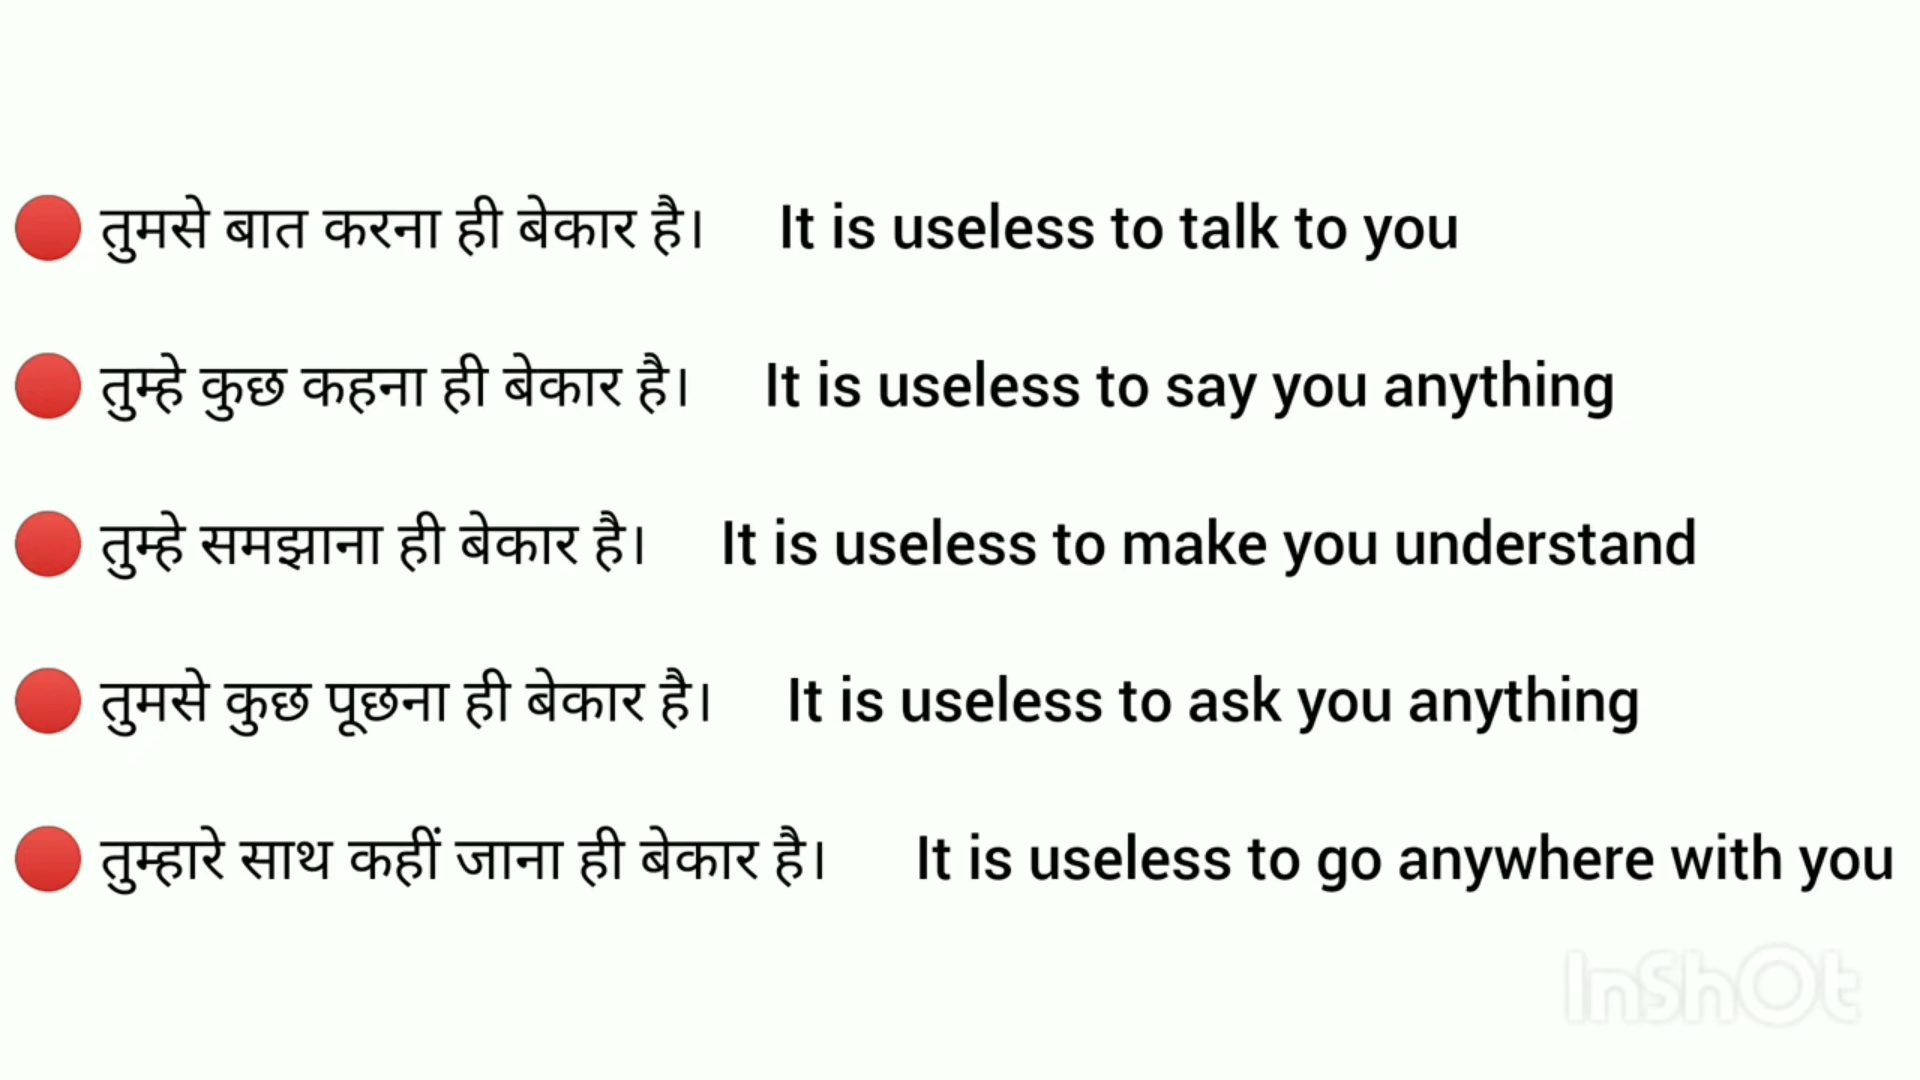 तुमसे बात करना ही बेकार है। It is useless to talk to you
तुम्हे कुछ कहना ही बेकार है। It is useless to say you anything
तुम्हे समझाना ही बेकार है। It is useless to make you understand
तुमसे कुछ पूछना ही बेकार है। It is useless to ask you anything
तुम्हारे साथ कहीं जाना ही बेकार है। It is useless to go anywhere with you
InShOt